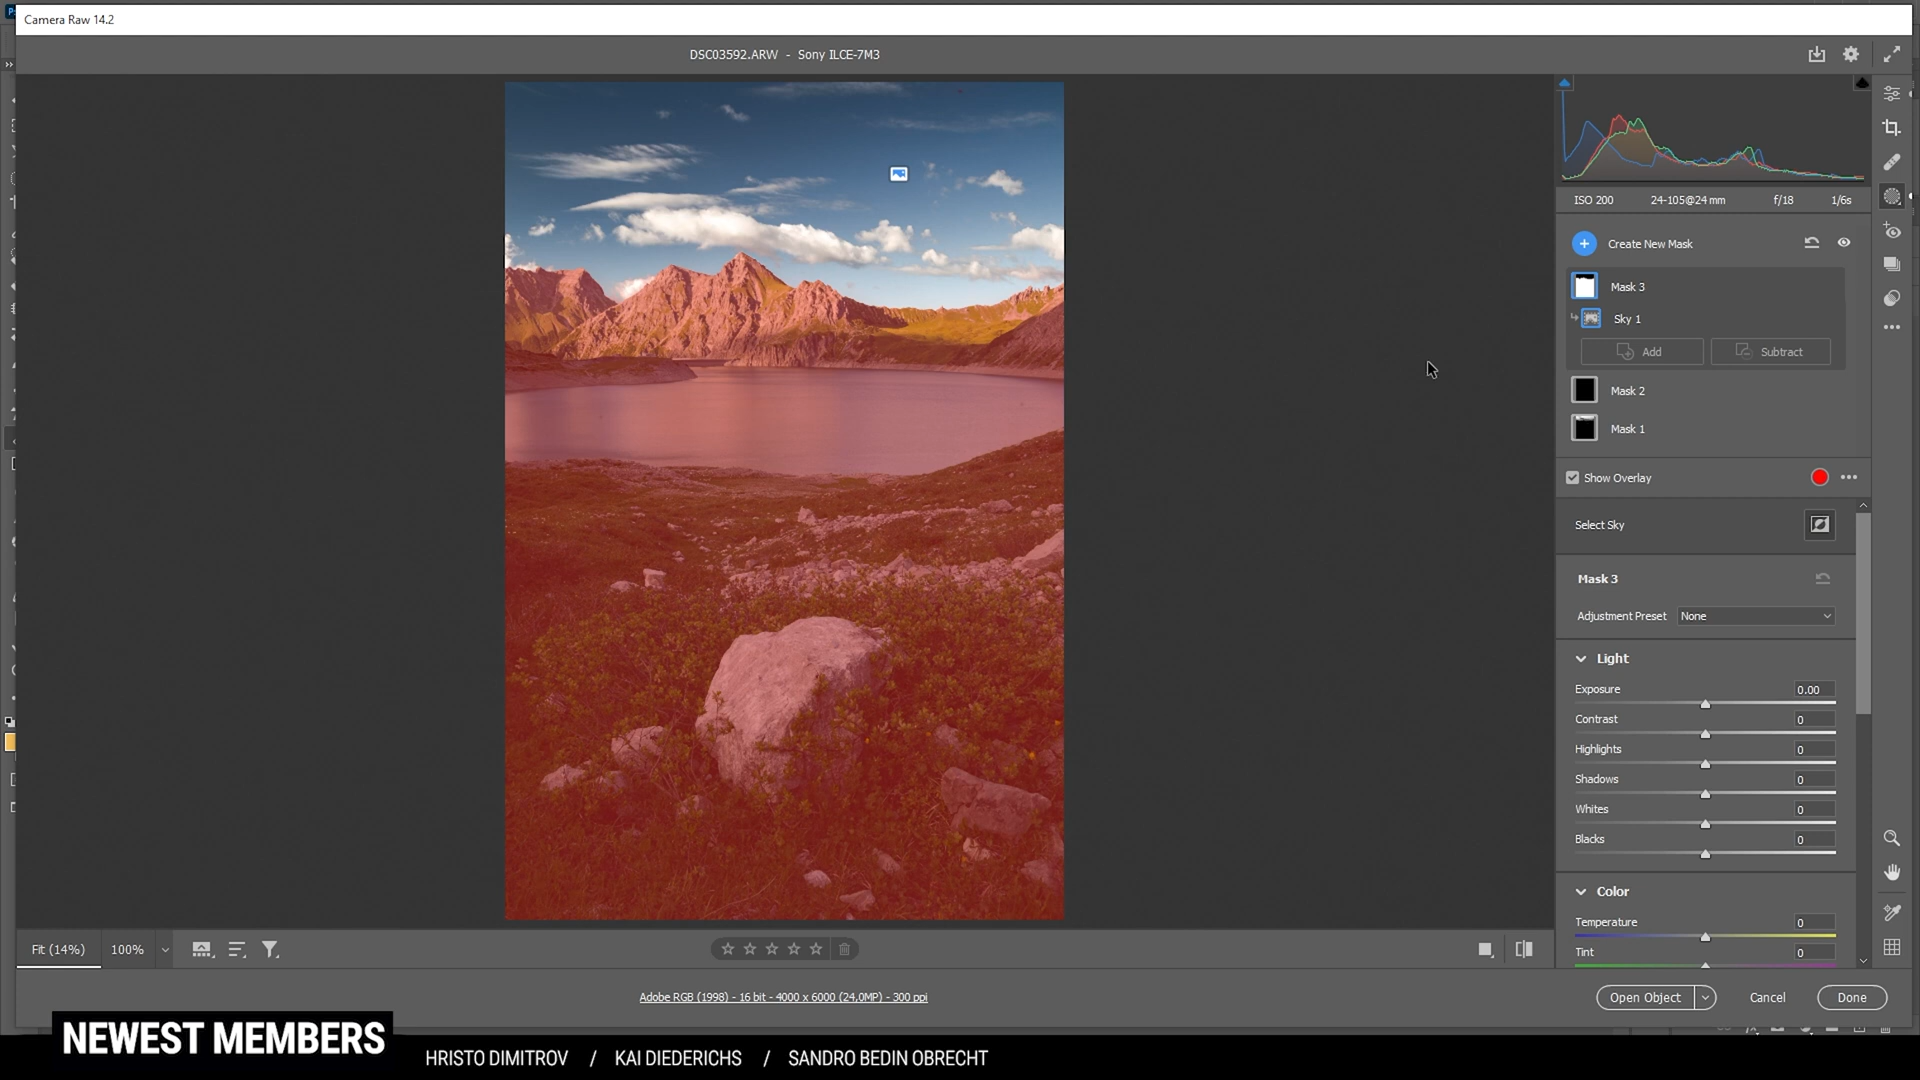 Camera Raw 14.2
DSC03592.ARW - Sony ILCE-7M3
ISO 200 24-105@24 mm f/18 1/6s
Create New Mask
Mask 3
Sky 1
Add Subtract
Mask 2
Mask 1
Show Overlay
Select Sky
Mask 3
Adjustment Preset None
Light
Exposure 0.00
Contrast 0
Highlights 0
Shadows 0
Whites 0
Blacks 0
Color
Temperature 0
Tint 0
Fit (14%) 100%
Adobe RGB (1998) - 16 bit - 4000 x 6000 (24,0MP) - 300 ppi
Open Object Cancel Done
NEWEST MEMBERS
HRISTO DIMITROV / KAI DIEDERICHS / SANDRO BEDIN OBRECHT